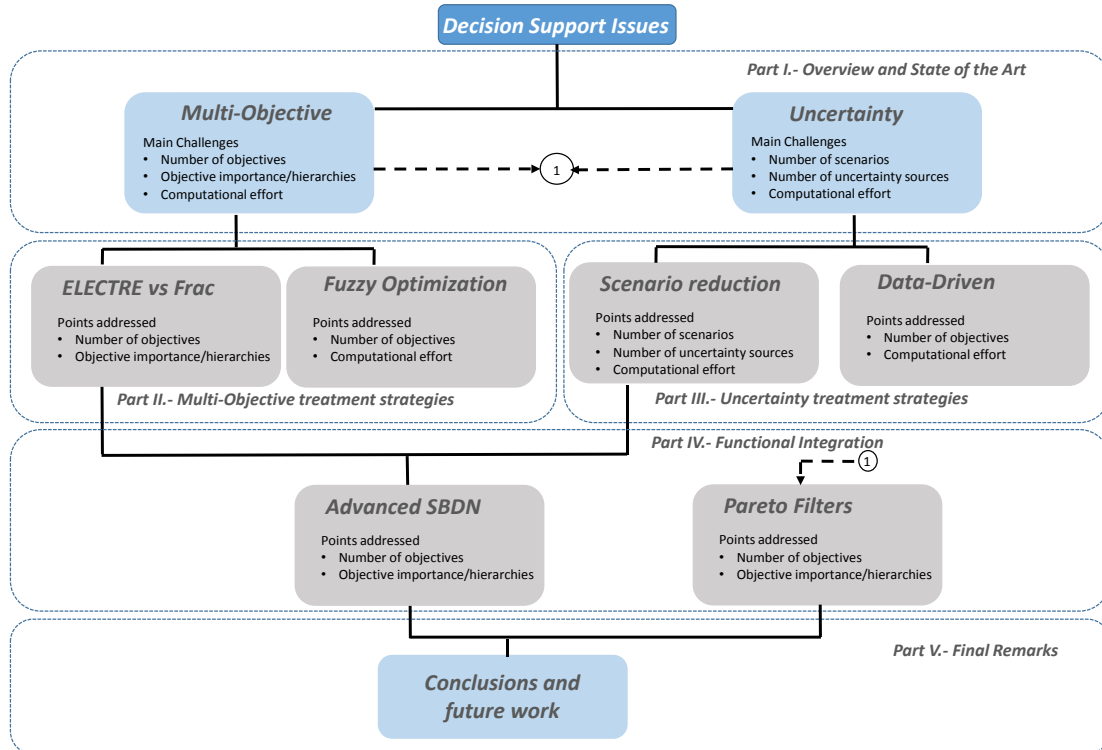 Decision Support Issues
Part I.- Overview and State of the Art
Multi-Objective
Main Challenges
• Number of objectives
• Objective importance/hierarchies
• Computational effort
1
Uncertainty
Main Challenges
• Number of scenarios
• Number of uncertainty sources
• Computational effort
ELECTRE vs Frac
Points addressed
• Number of objectives
• Objective importance/hierarchies
Fuzzy Optimization
Points addressed
• Number of objectives
• Computational effort
Part II.- Multi-Objective treatment strategies
Scenario reduction
Points addressed
• Number of scenarios
• Number of uncertainty sources
• Computational effort
Data-Driven
Points addressed
• Number of objectives
• Computational effort
Part III.- Uncertainty treatment strategies
Part IV.- Functional Integration
1
Advanced SBDN
Points addressed
• Number of objectives
• Objective importance/hierarchies
Pareto Filters
Points addressed
• Number of objectives
• Objective importance/hierarchies
Part V.- Final Remarks
Conclusions and
future work